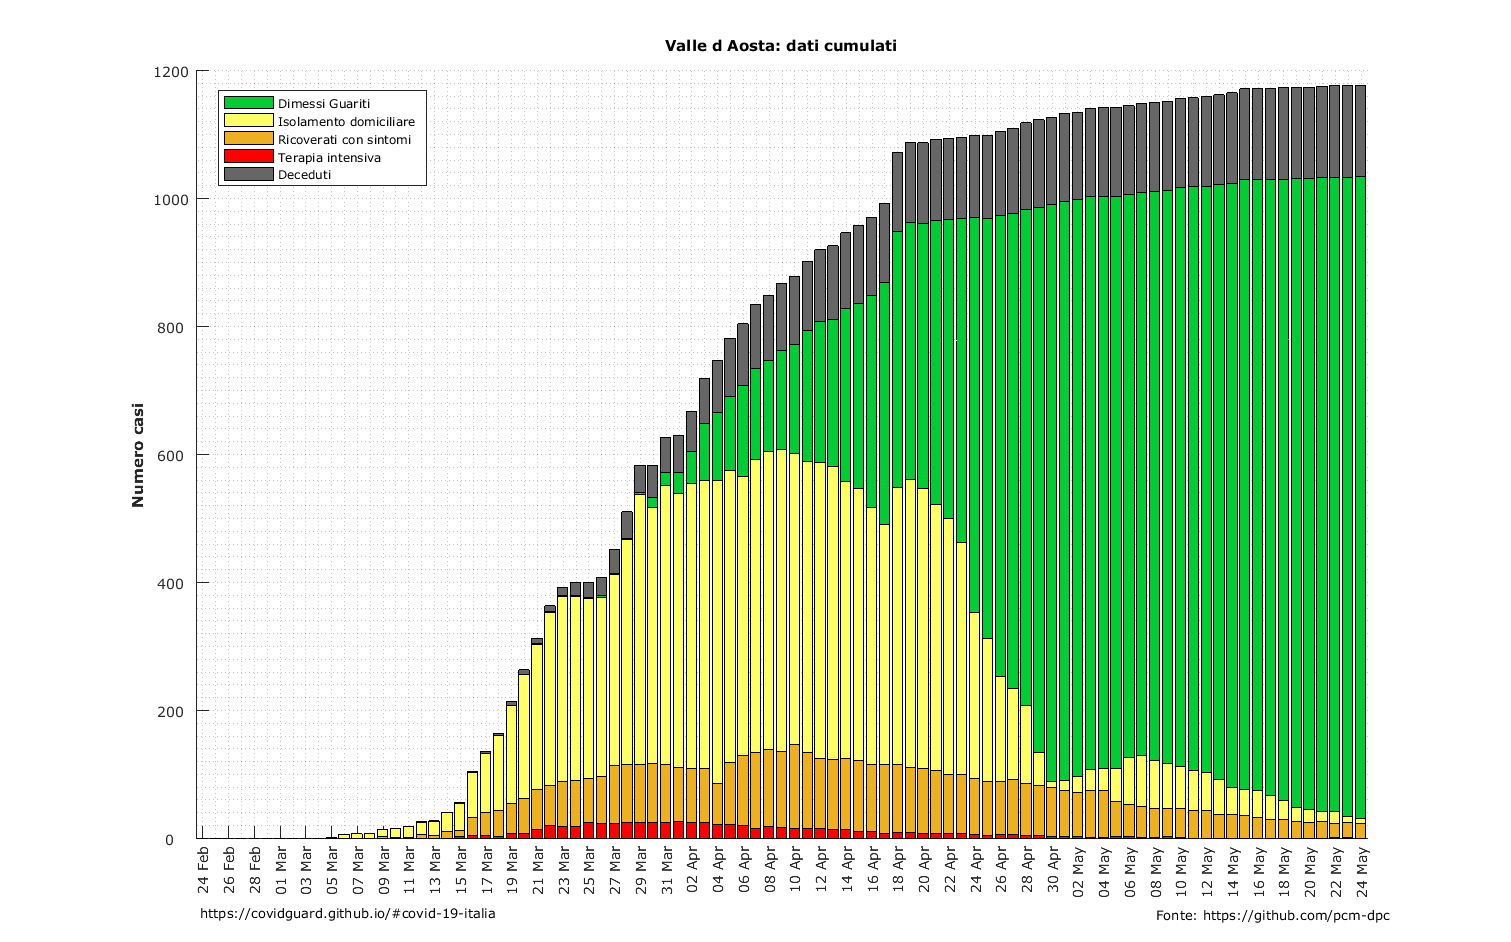 Valle d Aosta: dati cumulati
1200
1000
800
600
400
200
0
Numero casi
Dimessi Guariti
Isolamento domiciliare
Ricoverati con sintomi
Terapia intensiva
Deceduti
24 Feb
26 Feb
28 Feb
01 Mar
03 Mar
05 Mar
07 Mar
09 Mar
11 Mar
13 Mar
15 Mar
17 Mar
19 Mar
21 Mar
23 Mar
25 Mar
27 Mar
29 Mar
31 Mar
02 Apr
04 Apr
06 Apr
08 Apr
10 Apr
12 Apr
14 Apr
16 Apr
18 Apr
20 Apr
22 Apr
24 Apr
26 Apr
28 Apr
30 Apr
02 May
04 May
06 May
08 May
10 May
12 May
14 May
16 May
18 May
20 May
22 May
24 May
https://covidguard.github.io/#covid-19-italia
Fonte: https://github.com/pcm-dpc